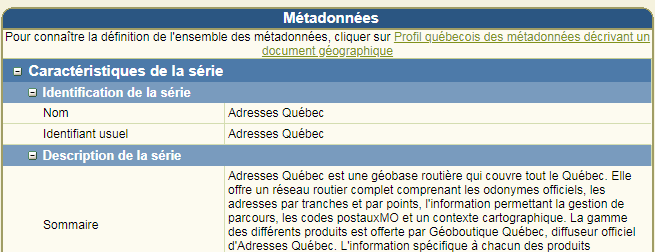 Métadonnées
Pour connaître la définition de l'ensemble des métadonnées, cliquer sur Profil québecois des métadonnées décrivant un
document géographique
Caractéristiques de la série
Identification de la série
Nom Adresses Québec
Identifiant usuel Adresses Québec
Description de la série
Adresses Québec est une géobase routière qui couvre tout le Québec. Elle
offre un réseau routier complet comprenant les odonymes officiels, les
adresses par tranches et par points, l'information permettant la gestion de
parcours, les codes postauxMO et un contexte cartographique. La gamme
Sommaire des différents produits est offerte par Géoboutique Québec, diffuseur officiel
d'Adresses Québec. L'information spécifique à chacun des produits